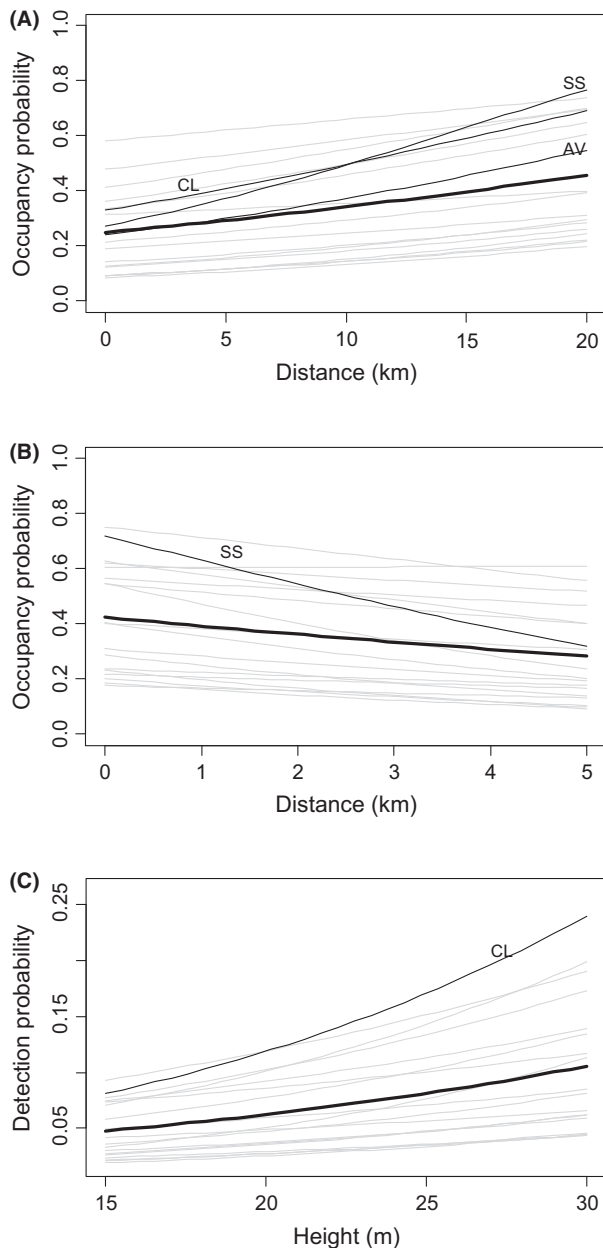 (A)
Occupancy probability
0.0 0.2 0.4 0.6 0.8 1.0
SS
CL
AV
0 5 10 15 20
Distance (km)
(B)
Occupancy probability
0.0 0.2 0.4 0.6 0.8 1.0
SS
0 1 2 3 4 5
Distance (km)
(C)
Detection probability
0.05 0.15 0.25
CL
15 20 25 30
Height (m)